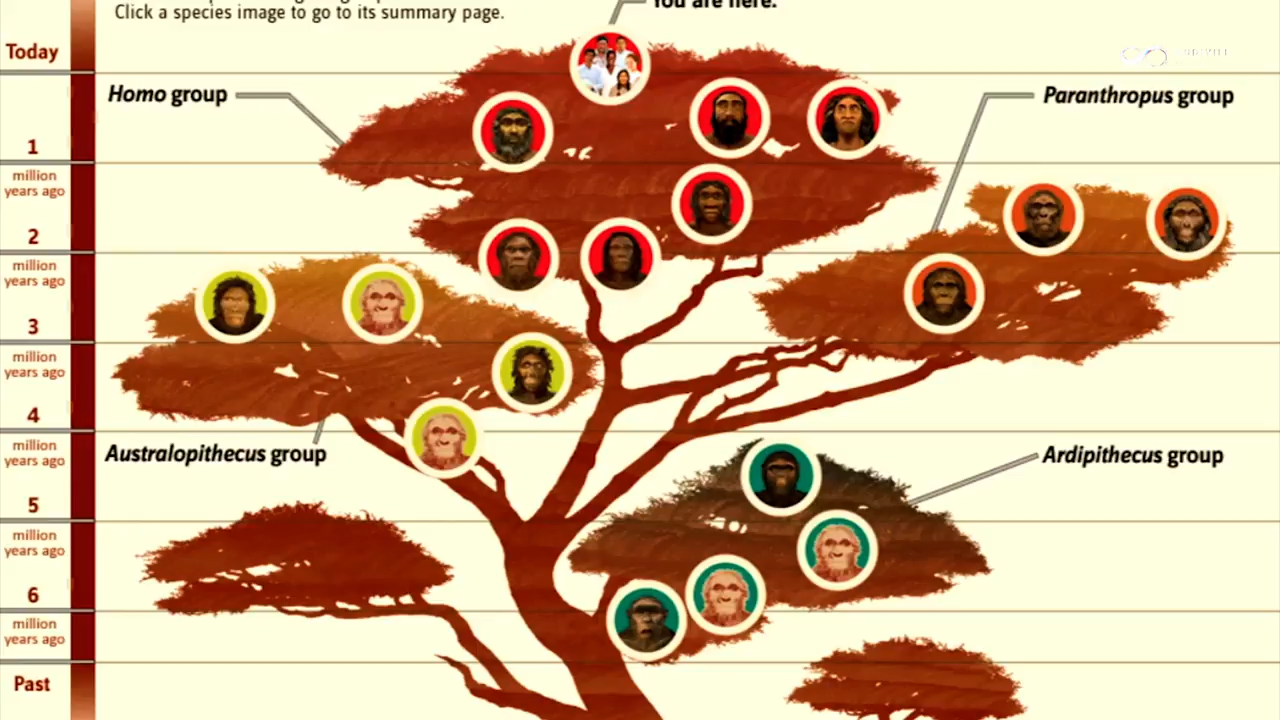 You are here.
Click a species image to go to its summary page.
Today
Homo group
Paranthropus group
1
million
years ago
2
million
years ago
3
million
years ago
4
million
years ago
Australopithecus group
Ardipithecus group
5
million
years ago
6
million
years ago
Past